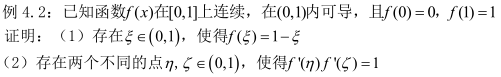 例 4.2：已知函数f(x)在[0,1]上连续，在(0,1)内可导，且f(0)=0，f(1)=1
证明：（1）存在ξ∈(0,1)，使得f(ξ)=1-ξ
（2）存在两个不同的点η,ζ∈(0,1)，使得f'(η)f'(ζ)=1